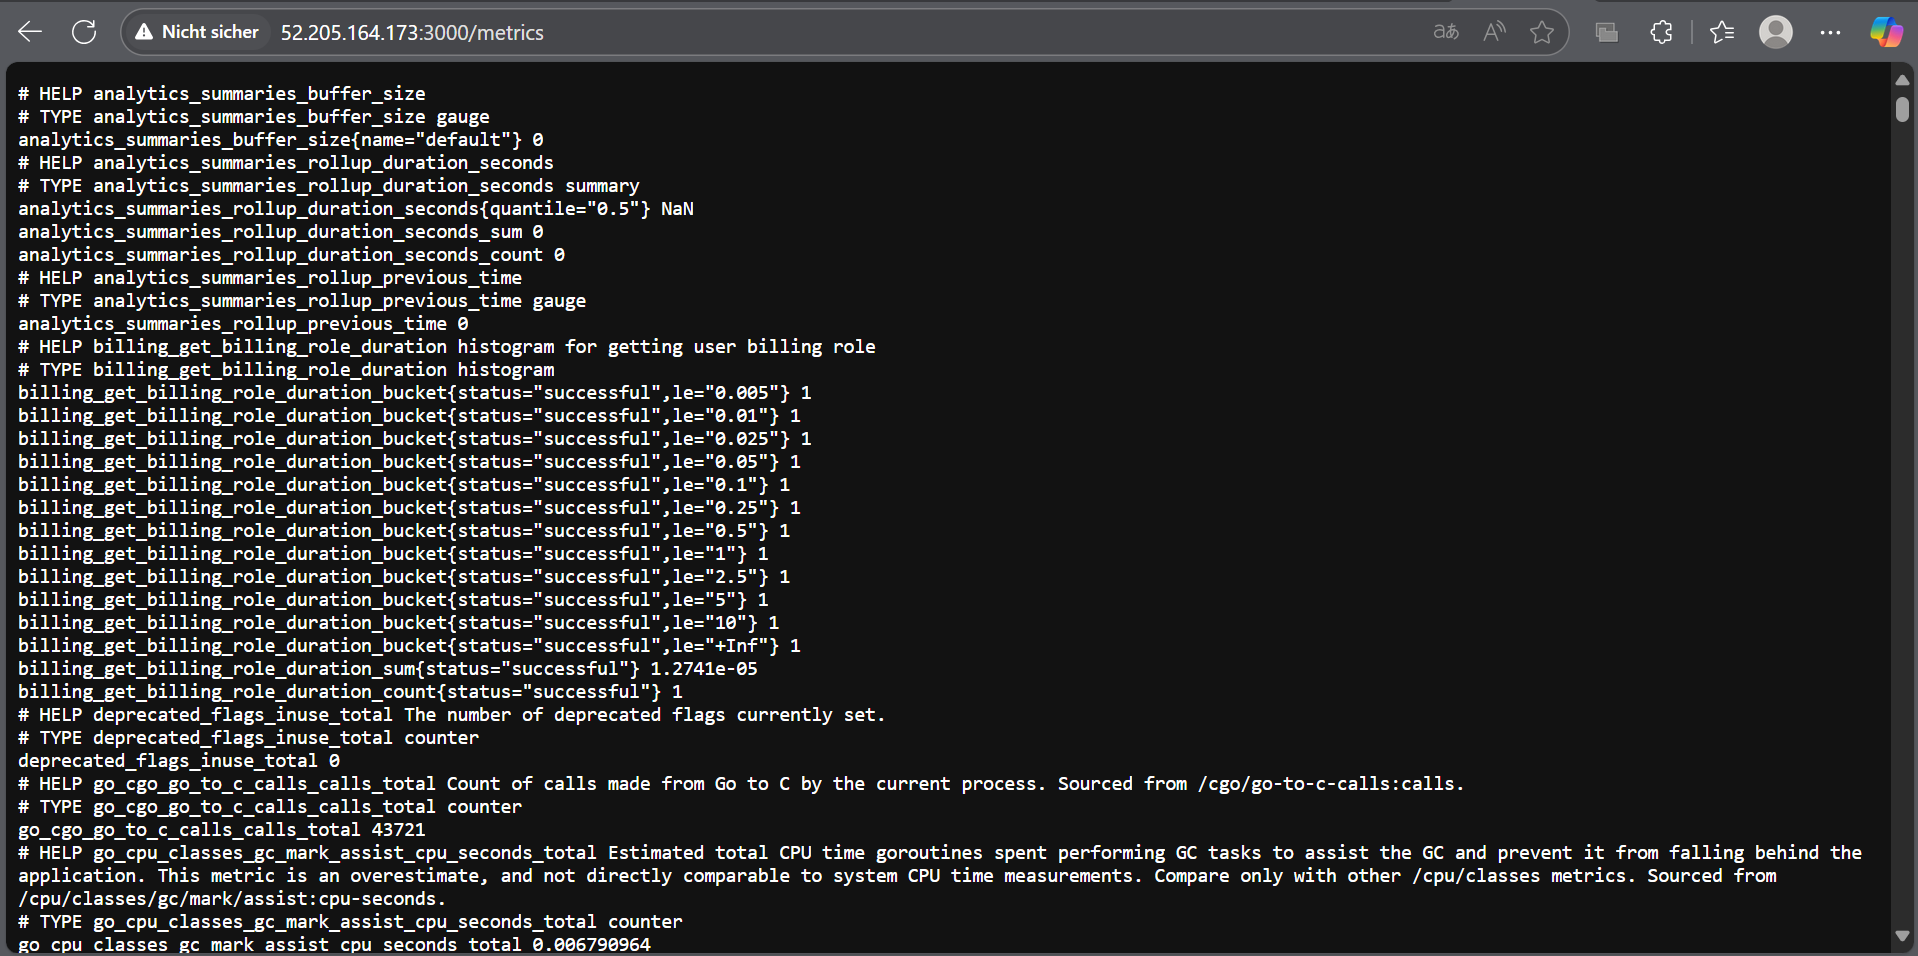 Nicht sicher 52.205.164.173:3000/metrics
# HELP analytics_summaries_buffer_size
# TYPE analytics_summaries_buffer_size gauge
analytics_summaries_buffer_size{name="default"} 0
# HELP analytics_summaries_rollup_duration_seconds
# TYPE analytics_summaries_rollup_duration_seconds summary
analytics_summaries_rollup_duration_seconds{quantile="0.5"} NaN
analytics_summaries_rollup_duration_seconds_sum 0
analytics_summaries_rollup_duration_seconds_count 0
# HELP analytics_summaries_rollup_previous_time
# TYPE analytics_summaries_rollup_previous_time gauge
analytics_summaries_rollup_previous_time 0
# HELP billing_get_billing_role_duration histogram for getting user billing role
# TYPE billing_get_billing_role_duration histogram
billing_get_billing_role_duration_bucket{status="successful",le="0.005"} 1
billing_get_billing_role_duration_bucket{status="successful",le="0.01"} 1
billing_get_billing_role_duration_bucket{status="successful",le="0.025"} 1
billing_get_billing_role_duration_bucket{status="successful",le="0.05"} 1
billing_get_billing_role_duration_bucket{status="successful",le="0.1"} 1
billing_get_billing_role_duration_bucket{status="successful",le="0.25"} 1
billing_get_billing_role_duration_bucket{status="successful",le="0.5"} 1
billing_get_billing_role_duration_bucket{status="successful",le="1"} 1
billing_get_billing_role_duration_bucket{status="successful",le="2.5"} 1
billing_get_billing_role_duration_bucket{status="successful",le="5"} 1
billing_get_billing_role_duration_bucket{status="successful",le="10"} 1
billing_get_billing_role_duration_bucket{status="successful",le="+Inf"} 1
billing_get_billing_role_duration_sum{status="successful"} 1.2741e-05
billing_get_billing_role_duration_count{status="successful"} 1
# HELP deprecated_flags_inuse_total The number of deprecated flags currently set.
# TYPE deprecated_flags_inuse_total counter
deprecated_flags_inuse_total 0
# HELP go_cgo_go_to_c_calls_calls_total Count of calls made from Go to C by the current process. Sourced from /cgo/go-to-c-calls:calls.
# TYPE go_cgo_go_to_c_calls_calls_total counter
go_cgo_go_to_c_calls_calls_total 43721
# HELP go_cpu_classes_gc_mark_assist_cpu_seconds_total Estimated total CPU time goroutines spent performing GC tasks to assist the GC and prevent it from falling behind the
application. This metric is an overestimate, and not directly comparable to system CPU time measurements. Compare only with other /cpu/classes metrics. Sourced from
/cpu/classes/gc/mark/assist:cpu-seconds.
# TYPE go_cpu_classes_gc_mark_assist_cpu_seconds_total counter
go_cpu_classes_gc_mark_assist_cpu_seconds_total 0.006790964